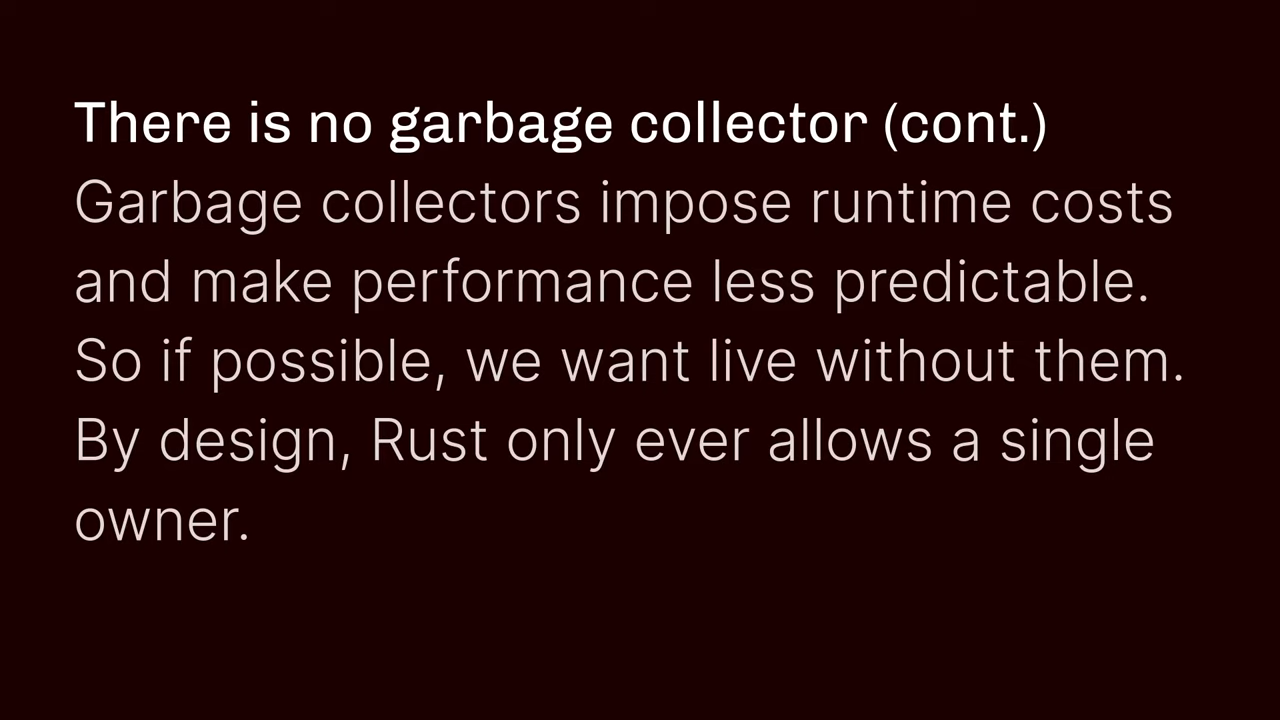 There is no garbage collector (cont.)
Garbage collectors impose runtime costs
and make performance less predictable.
So if possible, we want live without them.
By design, Rust only ever allows a single
owner.